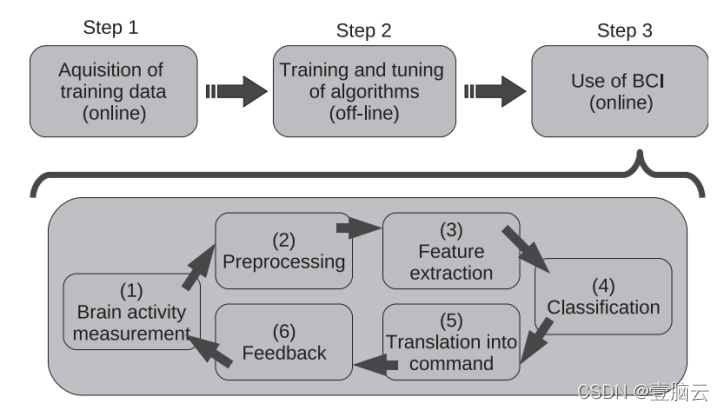 Step 1
Step 2
Step 3
Aquisition of
training data
(online)
Training and tuning
of algorithms
(off-line)
Use of BCI
(online)
(1)
Brain activity
measurement
(2)
Preprocessing
(3)
Feature
extraction
(4)
Classification
(5)
Translation into
command
(6)
Feedback
CSDN @壹脑云